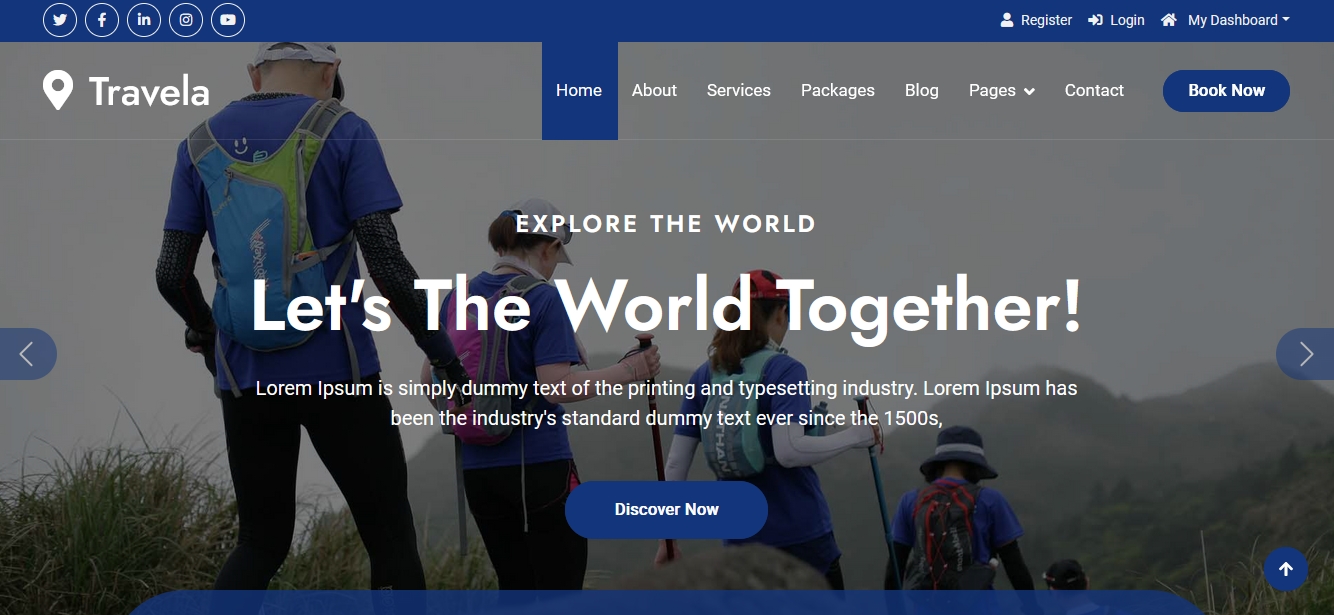 Register Login My Dashboard
Travela
Home About Services Packages Blog Pages Contact Book Now
EXPLORE THE WORLD
Let's The World Together!
Lorem Ipsum is simply dummy text of the printing and typesetting industry. Lorem Ipsum has
been the industry's standard dummy text ever since the 1500s,
Discover Now